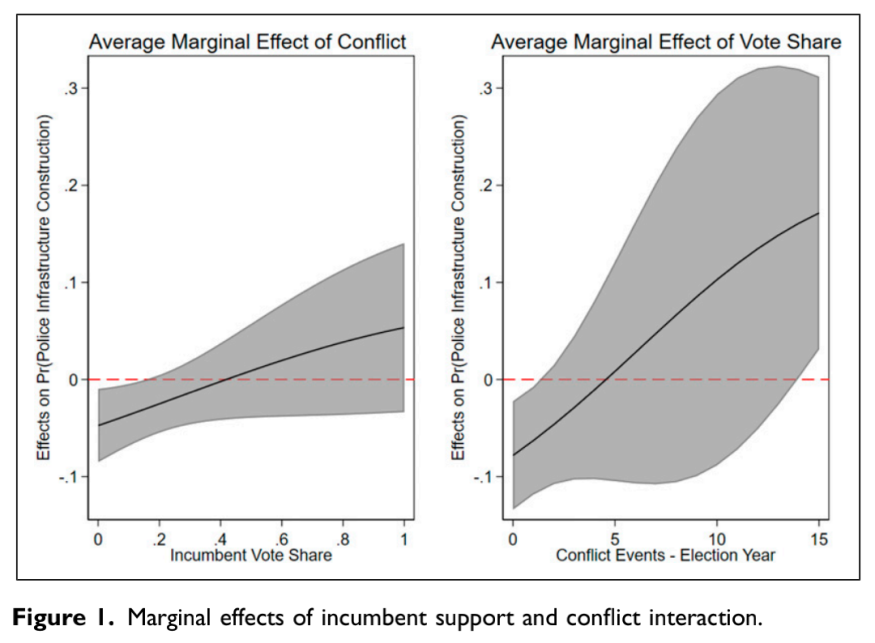 Average Marginal Effect of Conflict
Effects on Pr(Police Infrastructure Construction)
.3
.2
.1
0
-.1
0 .2 .4 .6 .8 1
Incumbent Vote Share
Average Marginal Effect of Vote Share
Effects on Pr(Police Infrastructure Construction)
.3
.2
.1
0
-.1
0 5 10 15
Conflict Events - Election Year
Figure 1. Marginal effects of incumbent support and conflict interaction.